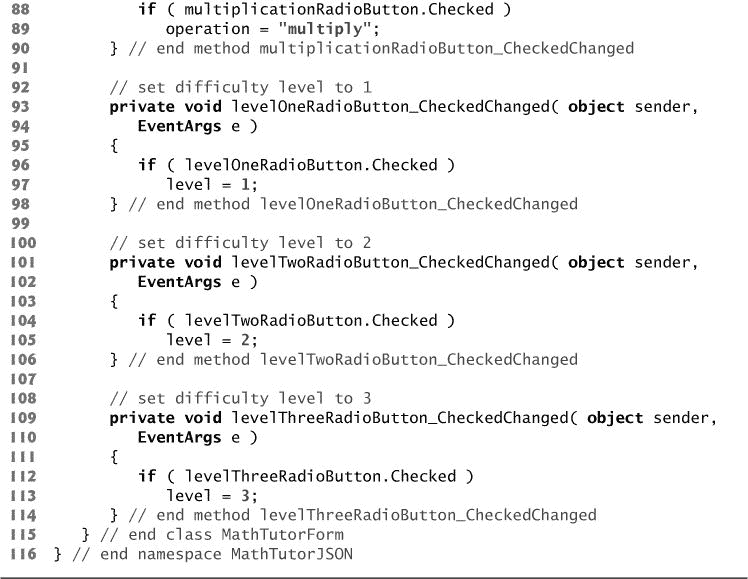 88 if ( multiplicationRadioButton.Checked )
89 operation = "multiply";
90 } // end method multiplicationRadioButton_CheckedChanged
91
92 // set difficulty level to 1
93 private void levelOneRadioButton_CheckedChanged( object sender,
94 EventArgs e )
95 {
96 if ( levelOneRadioButton.Checked )
97 level = 1;
98 } // end method levelOneRadioButton_CheckedChanged
99
100 // set difficulty level to 2
101 private void levelTwoRadioButton_CheckedChanged( object sender,
102 EventArgs e )
103 {
104 if ( levelTwoRadioButton.Checked )
105 level = 2;
106 } // end method levelTwoRadioButton_CheckedChanged
107
108 // set difficulty level to 3
109 private void levelThreeRadioButton_CheckedChanged( object sender,
110 EventArgs e )
111 {
112 if ( levelThreeRadioButton.Checked )
113 level = 3;
114 } // end method levelThreeRadioButton_CheckedChanged
115 } // end class MathTutorForm
116 } // end namespace MathTutorJSON